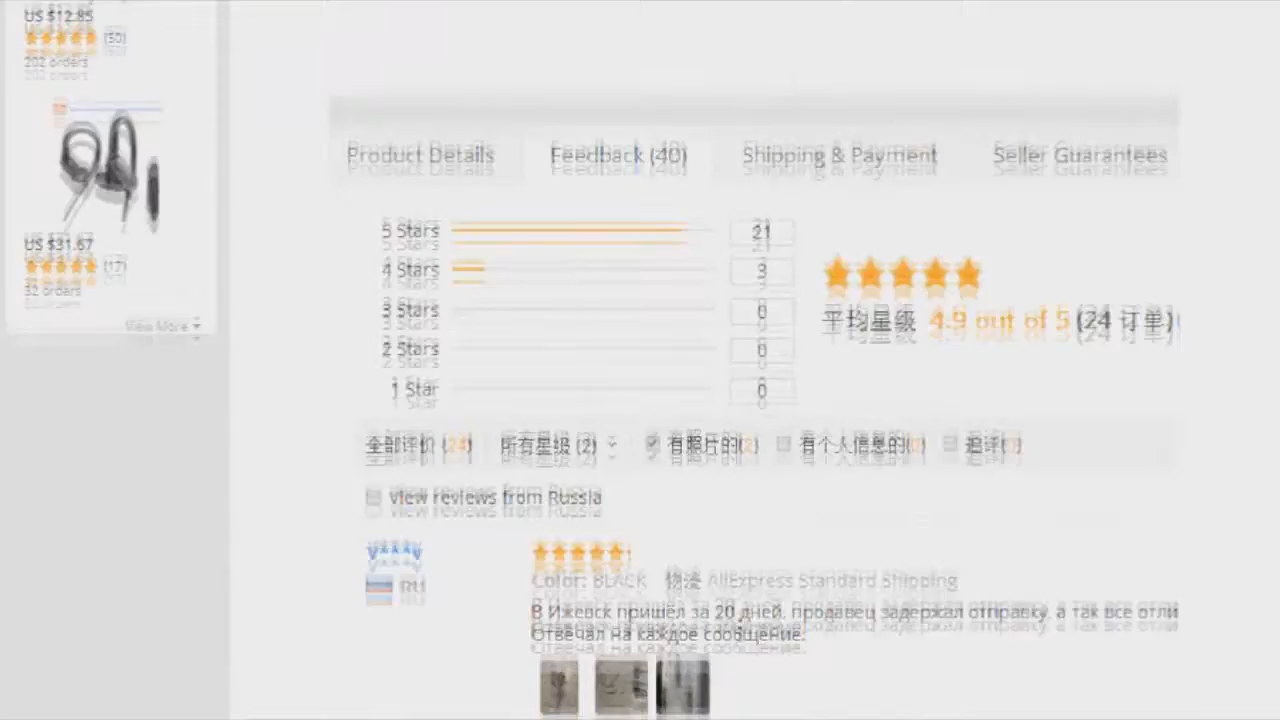 US $12.85
(50)
202 orders
US $31.67
(17)
32 orders
View More
Product Details Feedback (40) Shipping & Payment Seller Guarantees
5 Stars 21
4 Stars 3
3 Stars 0
2 Stars 0
1 Star 0
平均星级 4.9 out of 5 (24 订单)
全部评价 (24) 所有星级 (2) 有照片的(2) 有个人信息的( ) 追评( )
View reviews from Russia
RU
Color: BLACK 物流 AliExpress Standard Shipping
В Ижевск пришёл за 20 дней, продавец задержал отправку, а так все отли
Отвечал на каждое сообщение.